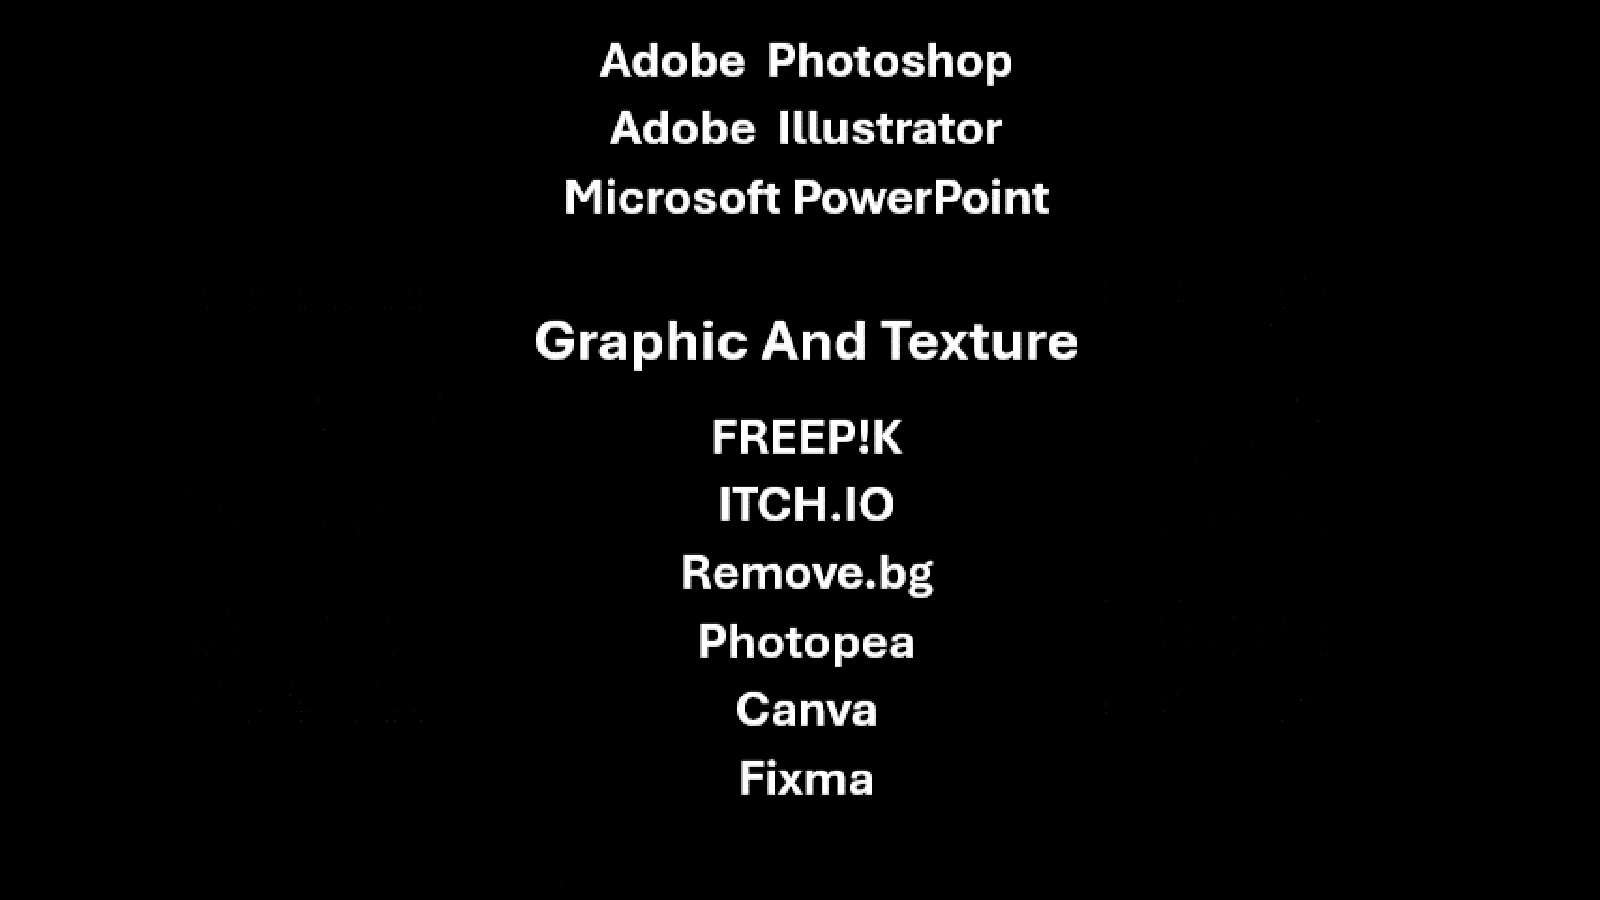 Adobe Photoshop
Adobe Illustrator
Microsoft PowerPoint
Graphic And Texture
FREEP!K
ITCH.IO
Remove.bg
Photopea
Canva
Fixma